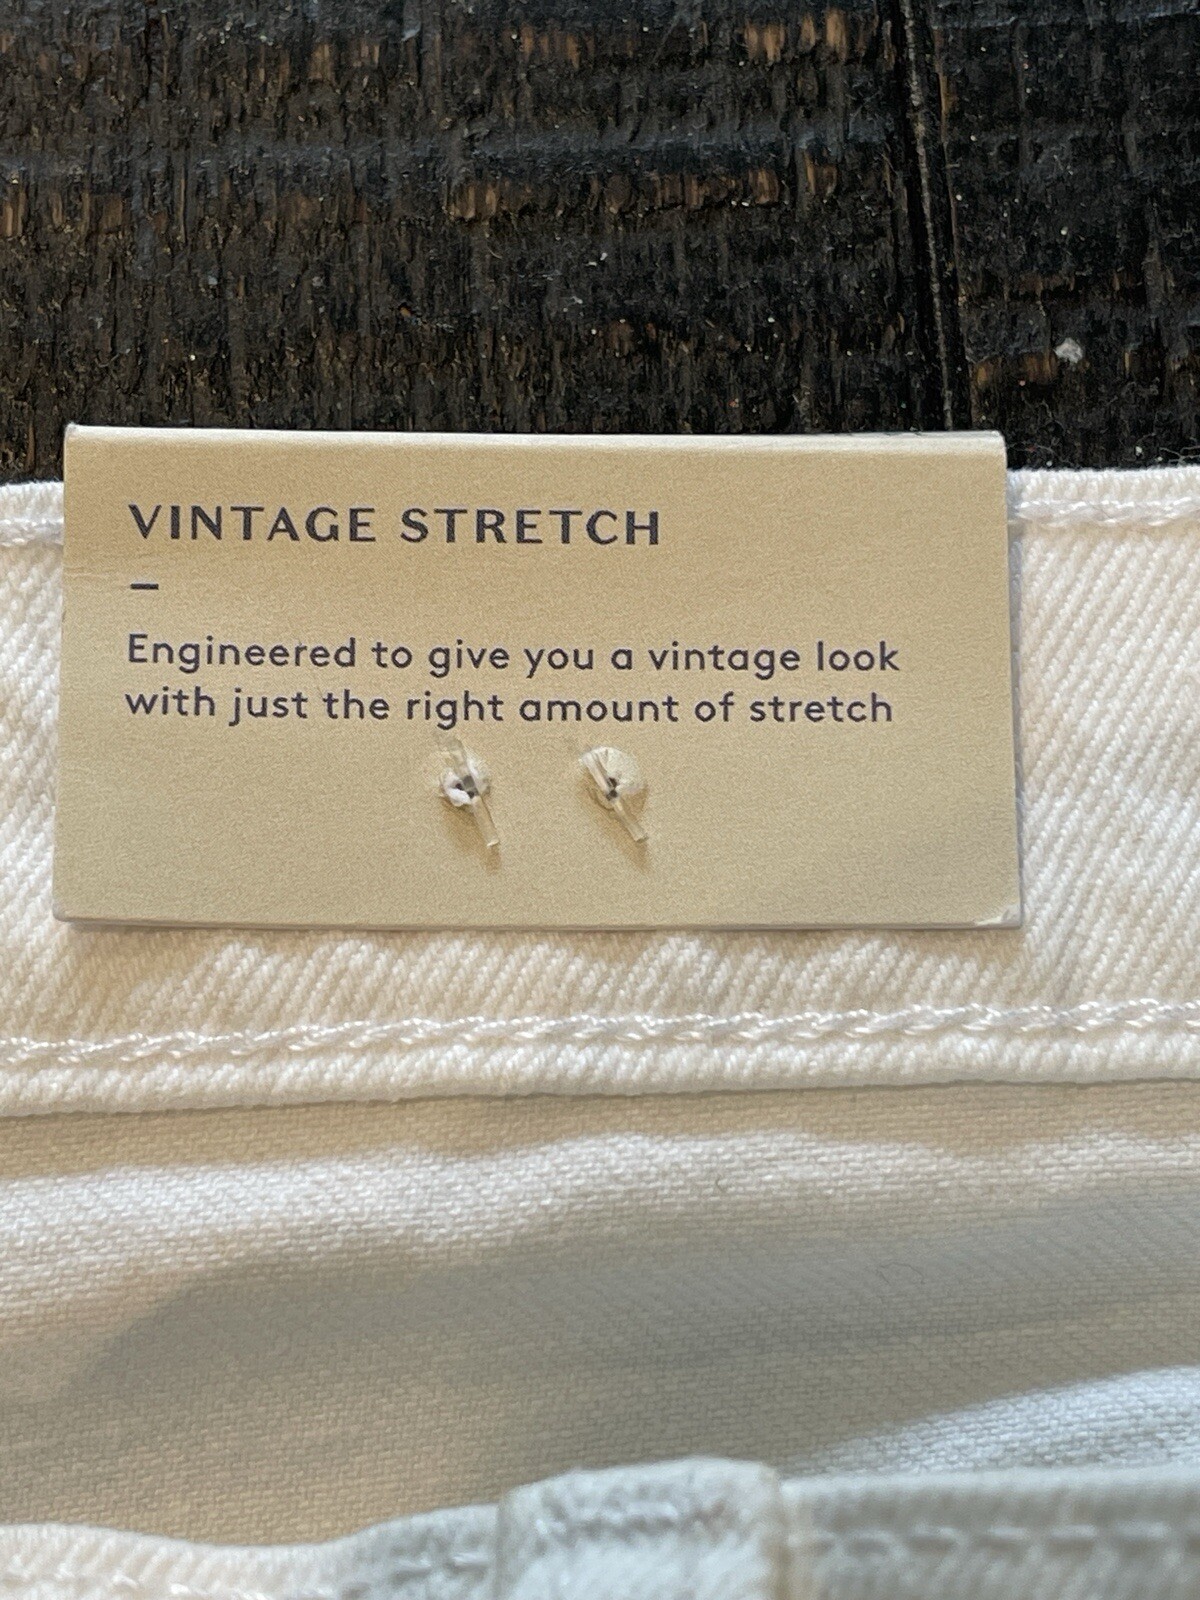 VINTAGE STRETCH
–
Engineered to give you a vintage look
with just the right amount of stretch